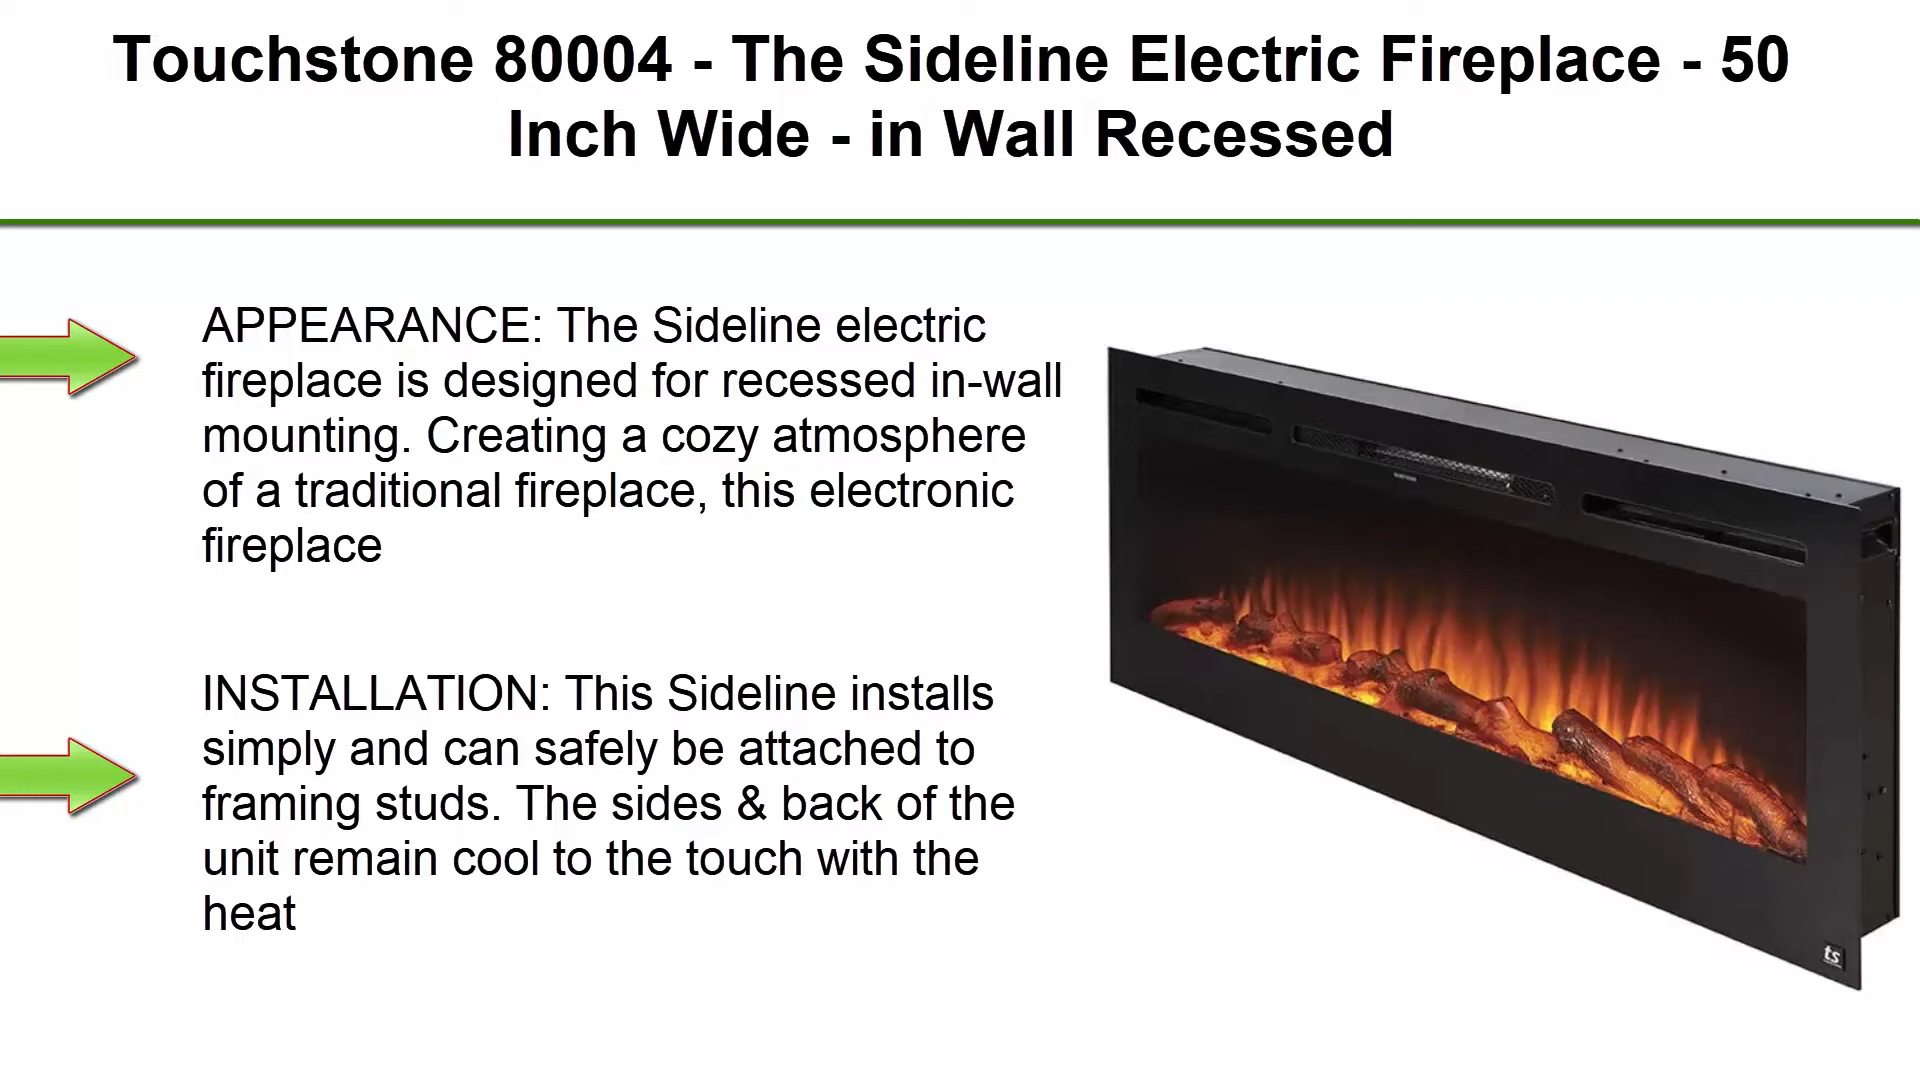 Touchstone 80004 - The Sideline Electric Fireplace - 50
Inch Wide - in Wall Recessed
APPEARANCE: The Sideline electric
fireplace is designed for recessed in-wall
mounting. Creating a cozy atmosphere
of a traditional fireplace, this electronic
fireplace
INSTALLATION: This Sideline installs
simply and can safely be attached to
framing studs. The sides & back of the
unit remain cool to the touch with the
heat
ts